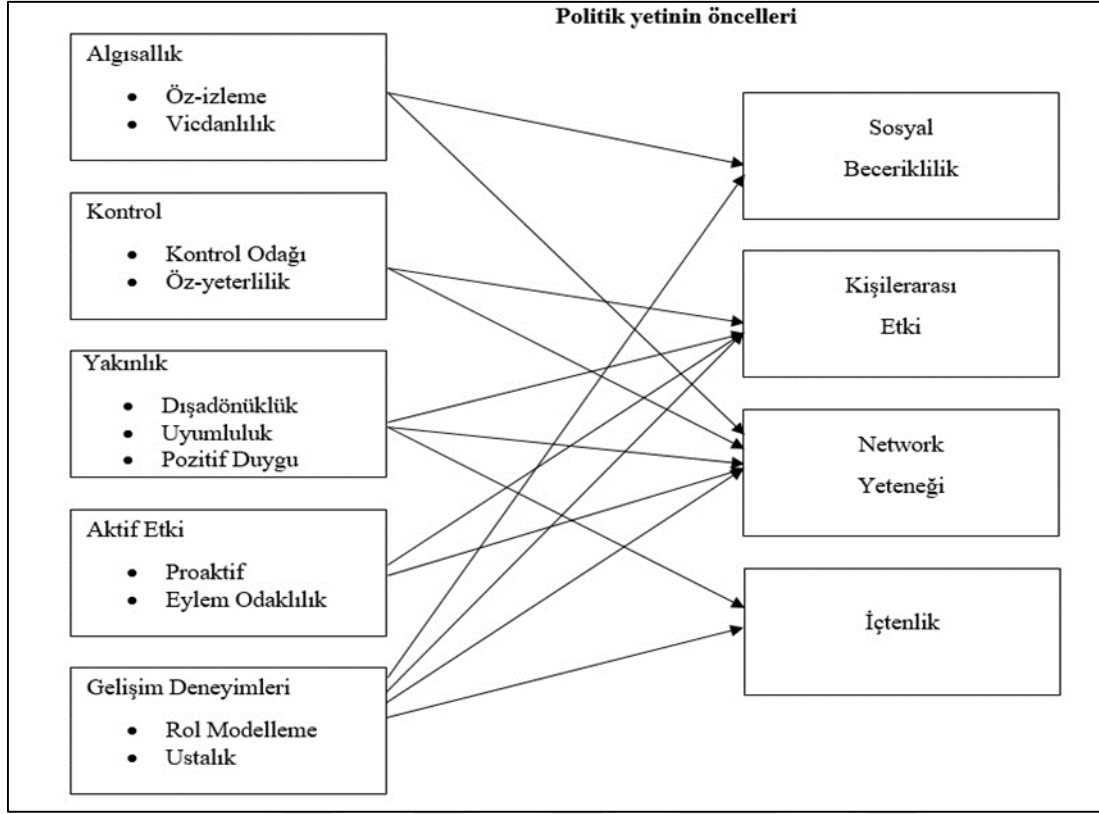 Politik yetinin öncelleri
Algısallık
• Öz-izleme
• Vicdanlılık
Kontrol
• Kontrol Odağı
• Öz-yeterlilik
Yakınlık
• Dışadönüklük
• Uyumluluk
• Pozitif Duygu
Aktif Etki
• Proaktif
• Eylem Odaklılık
Gelişim Deneyimleri
• Rol Modelleme
• Ustalık
Sosyal
Beceriklilik
Kişilerarası
Etki
Network
Yeteneği
İçtenlik